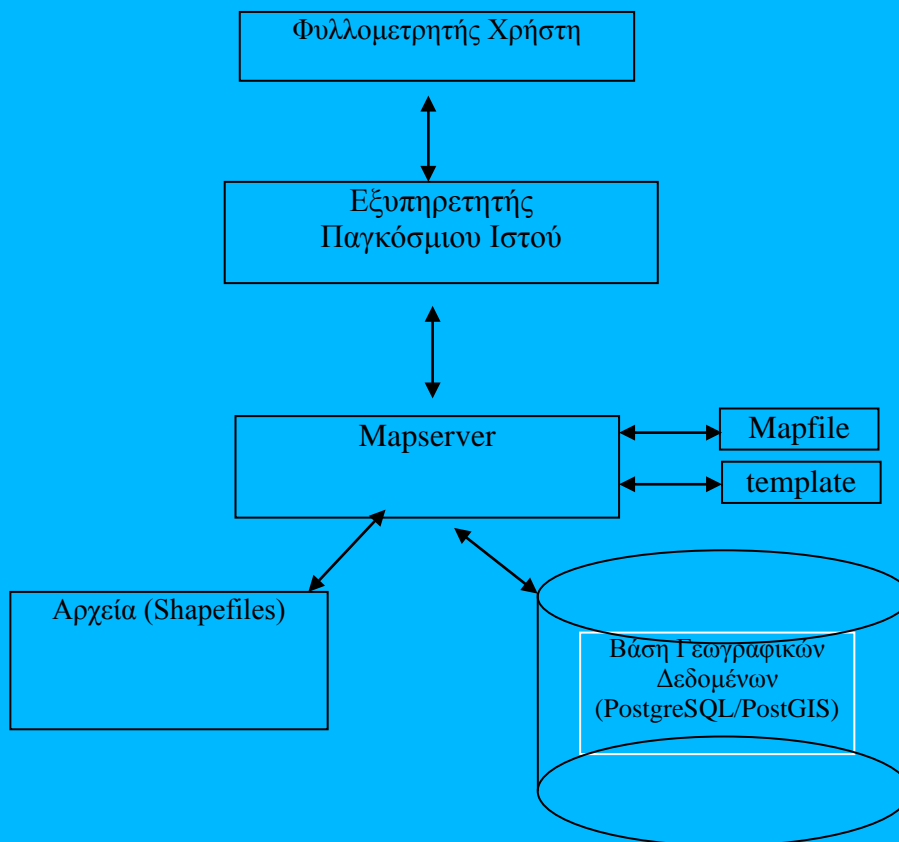 Φυλλομετρητής Χρήστη
Εξυπηρετητής
Παγκόσμιου Ιστού
Mapserver
Mapfile
template
Αρχεία (Shapefiles)
Βάση Γεωγραφικών
Δεδομένων
(PostgreSQL/PostGIS)